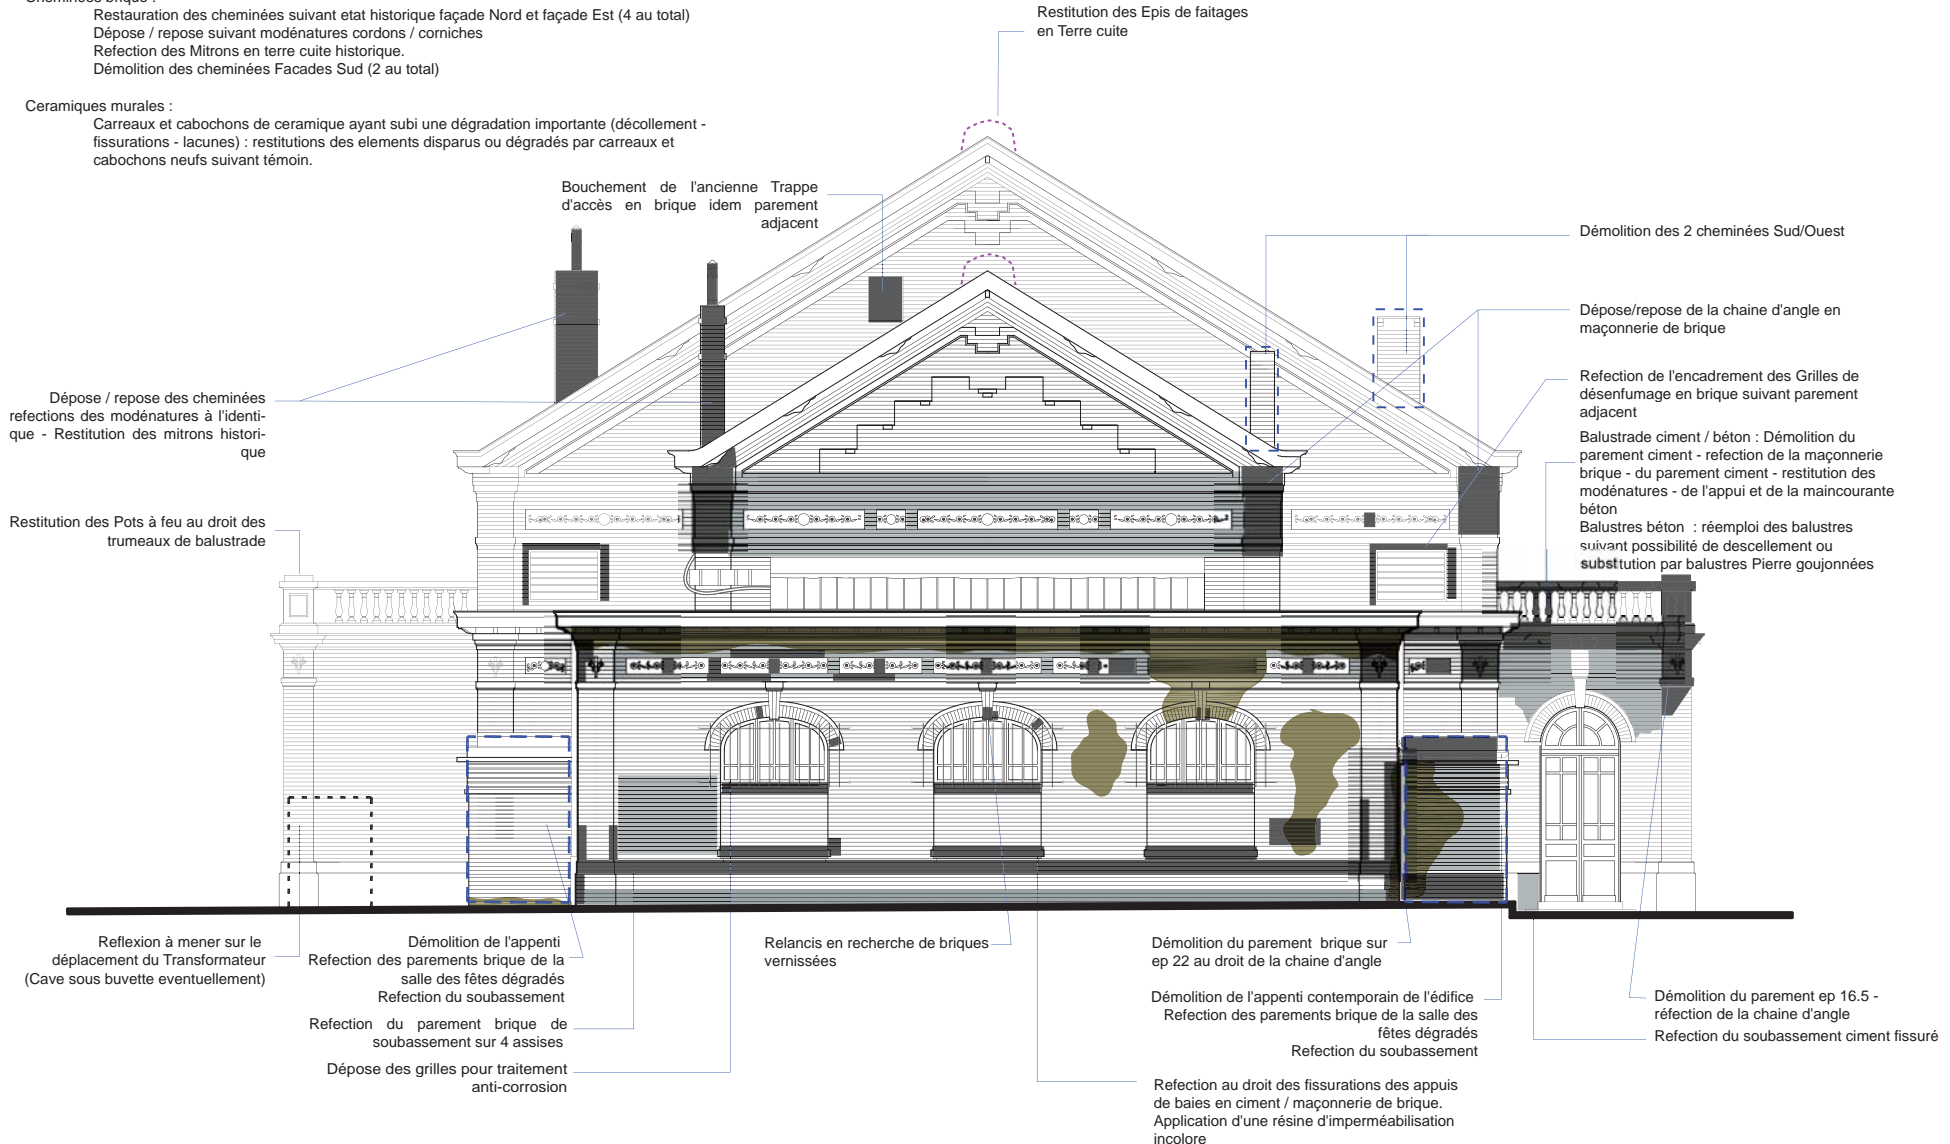 Cheminées brique :
Restauration des cheminées suivant etat historique façade Nord et façade Est (4 au total)
Dépose / repose suivant modénatures cordons / corniches
Refection des Mitrons en terre cuite historique.
Démolition des cheminées Facades Sud (2 au total)
Ceramiques murales :
Carreaux et cabochons de ceramique ayant subi une dégradation importante (décollement -
fissurations - lacunes) : restitutions des elements disparus ou dégradés par carreaux et
cabochons neufs suivant témoin.
Restitution des Epis de faitages
en Terre cuite
Bouchement de l'ancienne Trappe
d'accès en brique idem parement
adjacent
Démolition des 2 cheminées Sud/Ouest
Dépose/repose de la chaine d'angle en
maçonnerie de brique
Refection de l'encadrement des Grilles de
désenfumage en brique suivant parement
adjacent
Balustrade ciment / béton : Démolition du
parement ciment - refection de la maçonnerie
brique - du parement ciment - restitution des
modénatures - de l'appui et de la maincourante
béton
Balustres béton : réemploi des balustres
suivant possibilité de descellement ou
substitution par balustres Pierre goujonnées
Dépose / repose des cheminées
refections des modénatures à l'identi-
que - Restitution des mitrons histori-
que
Restitution des Pots à feu au droit des
trumeaux de balustrade
Reflexion à mener sur le
déplacement du Transformateur
(Cave sous buvette eventuellement)
Démolition de l'appenti
Refection des parements brique de la
salle des fêtes dégradés
Refection du soubassement
Refection du parement brique de
soubassement sur 4 assises
Dépose des grilles pour traitement
anti-corrosion
Relancis en recherche de briques
vernissées
Démolition du parement brique sur
ep 22 au droit de la chaine d'angle
Démolition de l'appenti contemporain de l'édifice
Refection des parements brique de la salle des
fêtes dégradés
Refection du soubassement
Refection au droit des fissurations des appuis
de baies en ciment / maçonnerie de brique.
Application d'une résine d'imperméabilisation
incolore
Démolition du parement ep 16.5 -
réfection de la chaine d'angle
Refection du soubassement ciment fissuré